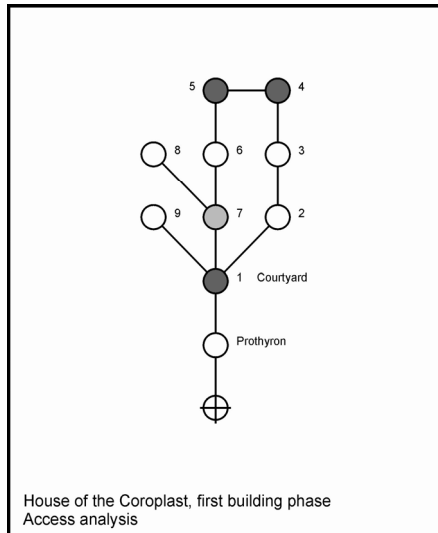 5 4
8 6 3
9 7 2
1 Courtyard
Prothyron
House of the Coroplast, first building phase
Access analysis